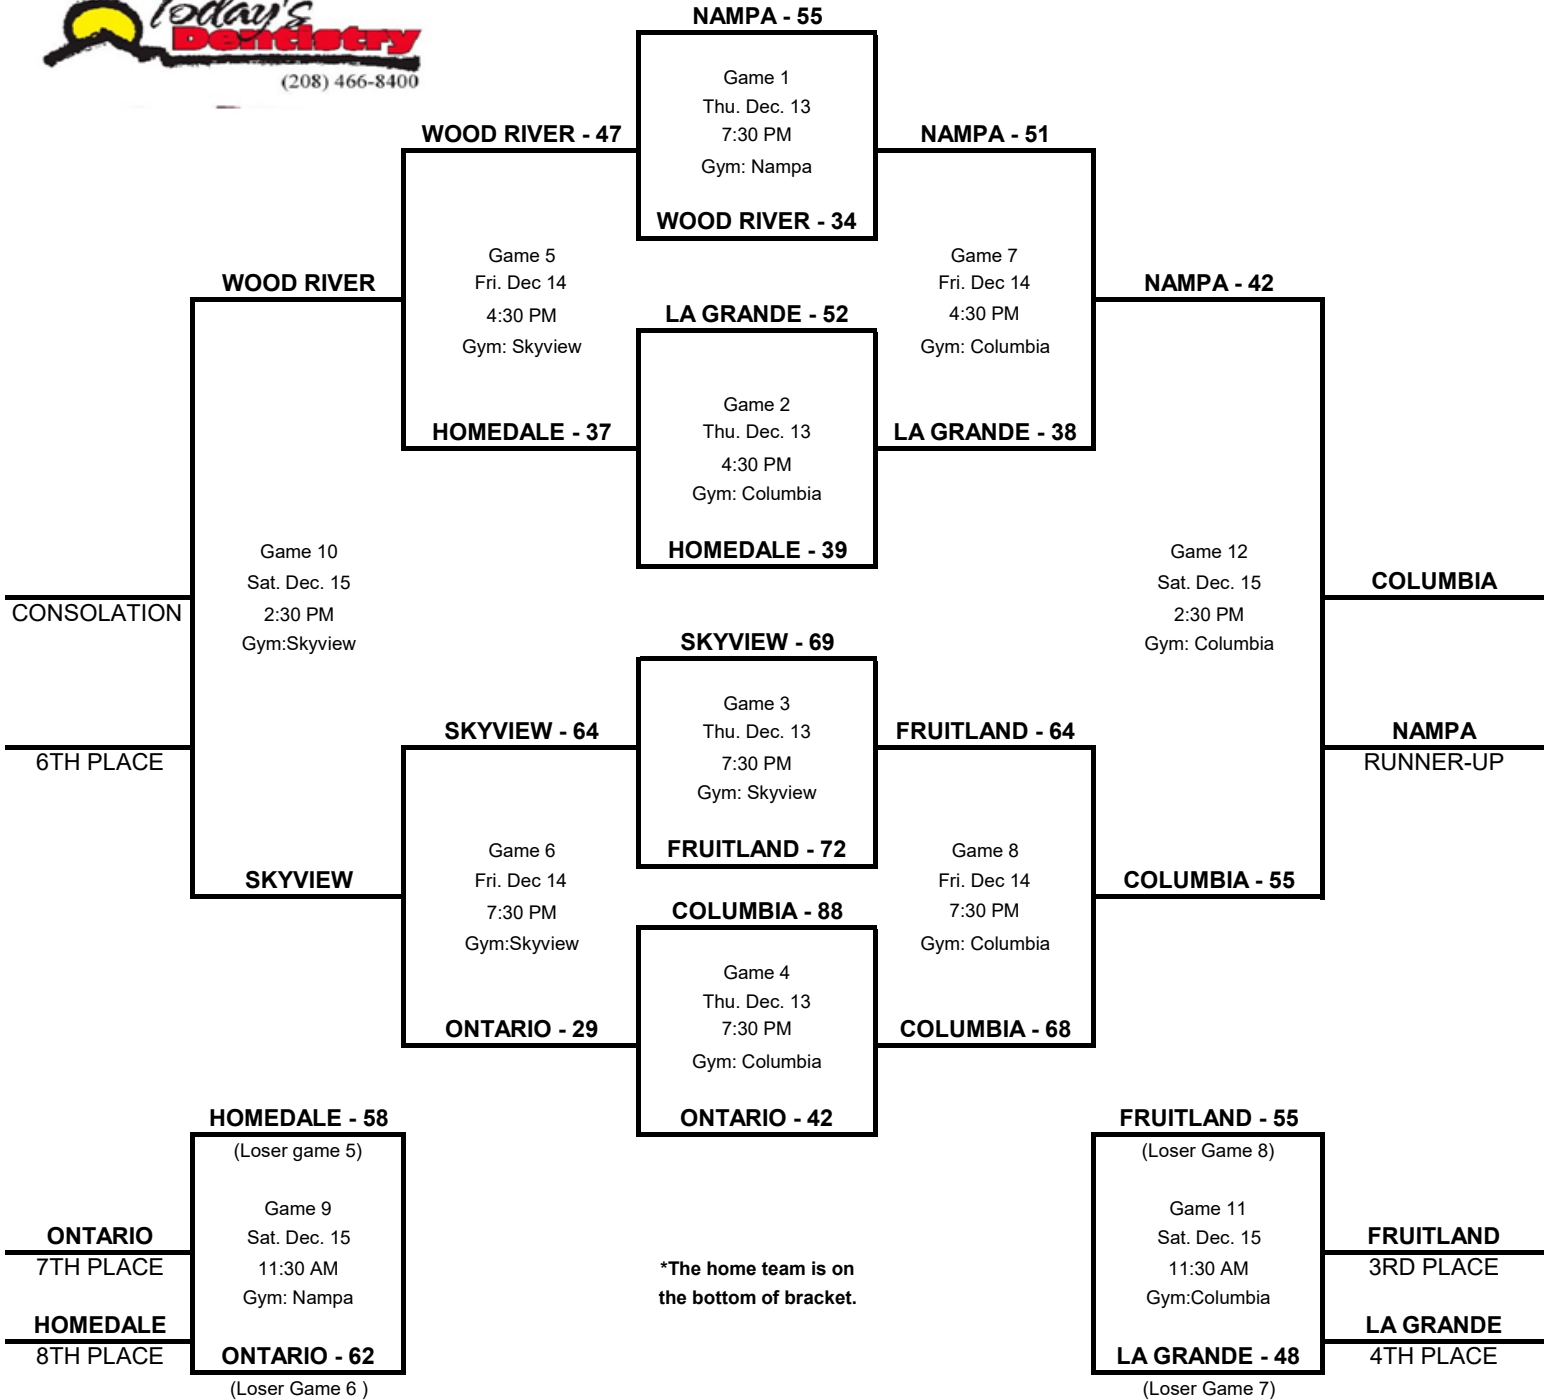 Today's
Dentistry
(208) 466-8400
NAMPA - 55
Game 1
Thu. Dec. 13
7:30 PM
Gym: Nampa
WOOD RIVER - 34
WOOD RIVER - 47
Game 5
Fri. Dec 14
4:30 PM
Gym: Skyview
HOMEDALE - 37
NAMPA - 51
Game 7
Fri. Dec 14
4:30 PM
Gym: Columbia
LA GRANDE - 38
LA GRANDE - 52
Game 2
Thu. Dec. 13
4:30 PM
Gym: Columbia
HOMEDALE - 39
WOOD RIVER
Game 10
Sat. Dec. 15
2:30 PM
Gym:Skyview
SKYVIEW
CONSOLATION
6TH PLACE
NAMPA - 42
Game 12
Sat. Dec. 15
2:30 PM
Gym: Columbia
COLUMBIA - 55
COLUMBIA
NAMPA
RUNNER-UP
SKYVIEW - 69
Game 3
Thu. Dec. 13
7:30 PM
Gym: Skyview
FRUITLAND - 72
SKYVIEW - 64
Game 6
Fri. Dec 14
7:30 PM
Gym:Skyview
ONTARIO - 29
FRUITLAND - 64
Game 8
Fri. Dec 14
7:30 PM
Gym: Columbia
COLUMBIA - 68
COLUMBIA - 88
Game 4
Thu. Dec. 13
7:30 PM
Gym: Columbia
ONTARIO - 42
HOMEDALE - 58
(Loser game 5)
Game 9
Sat. Dec. 15
11:30 AM
Gym: Nampa
ONTARIO - 62
(Loser Game 6 )
ONTARIO
7TH PLACE
HOMEDALE
8TH PLACE
*The home team is on
the bottom of bracket.
FRUITLAND - 55
(Loser Game 8)
Game 11
Sat. Dec. 15
11:30 AM
Gym:Columbia
LA GRANDE - 48
(Loser Game 7)
FRUITLAND
3RD PLACE
LA GRANDE
4TH PLACE